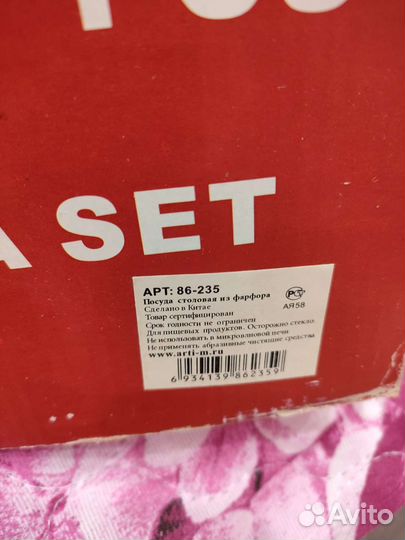 A SET
АРТ: 86-235
Посуда столовая из фарфора
Сделано в Китае
Товар сертифицирован
Срок годности не ограничен
Для пищевых продуктов. Осторожно стекло.
Не использовать в микроволновой печи
Не применять абразивные чистящие средства
www.arti-m.ru
АЯ58
6 934139 862359
Avito